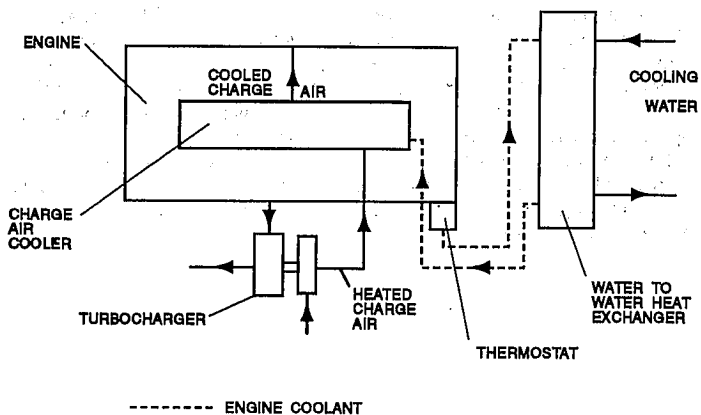 ENGINE
COOLED
CHARGE
AIR
COOLING
WATER
CHARGE
AIR
COOLER
TURBOCHARGER
HEATED
CHARGE
AIR
THERMOSTAT
WATER TO
WATER HEAT
EXCHANGER
ENGINE COOLANT